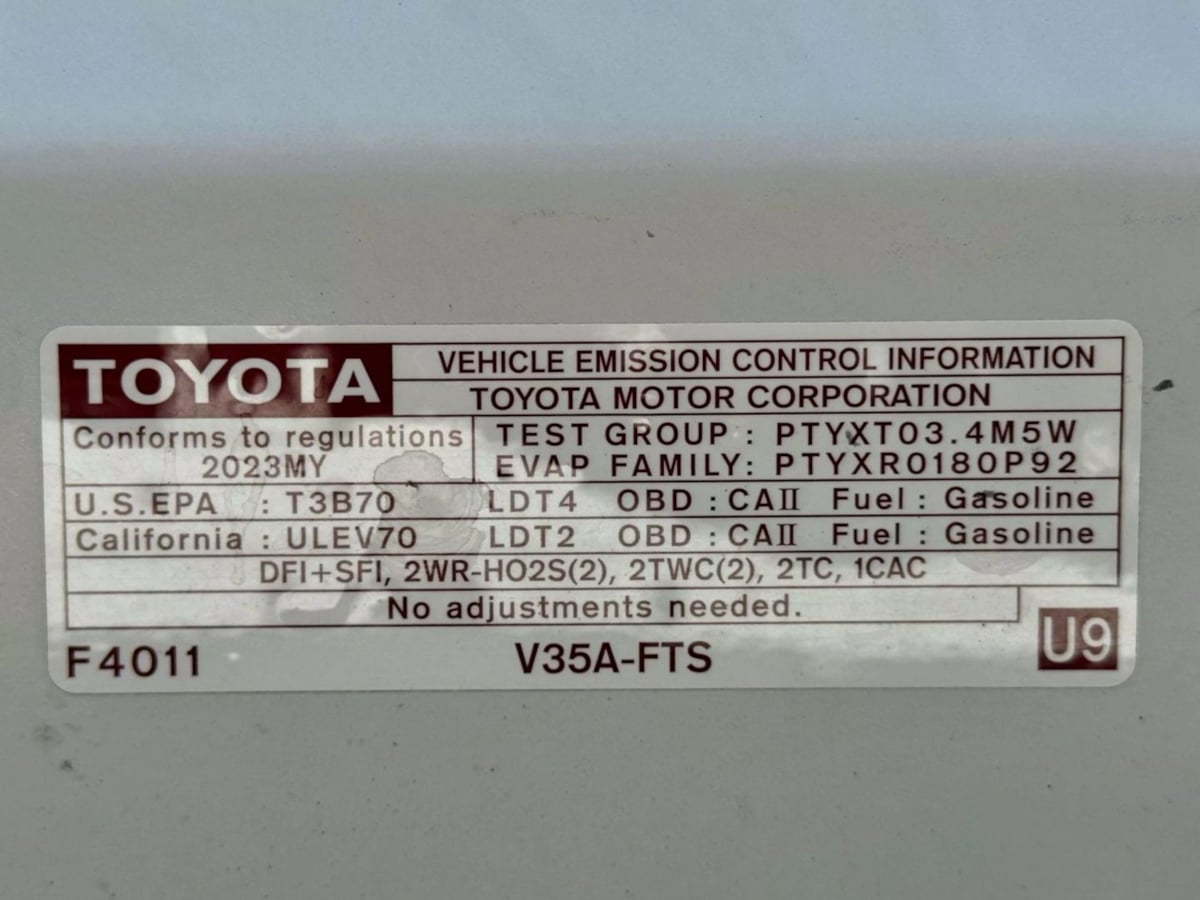 TOYOTA
VEHICLE EMISSION CONTROL INFORMATION
TOYOTA MOTOR CORPORATION
Conforms to regulations
2023MY
TEST GROUP : PTYXT03.4M5W
EVAP FAMILY: PTYXR0180P92
U.S.EPA : T3B70 LDT4 OBD : CAII Fuel : Gasoline
California : ULEV70 LDT2 OBD : CAII Fuel : Gasoline
DFI+SFI, 2WR-HO2S(2), 2TWC(2), 2TC, 1CAC
No adjustments needed.
F4011 V35A-FTS U9